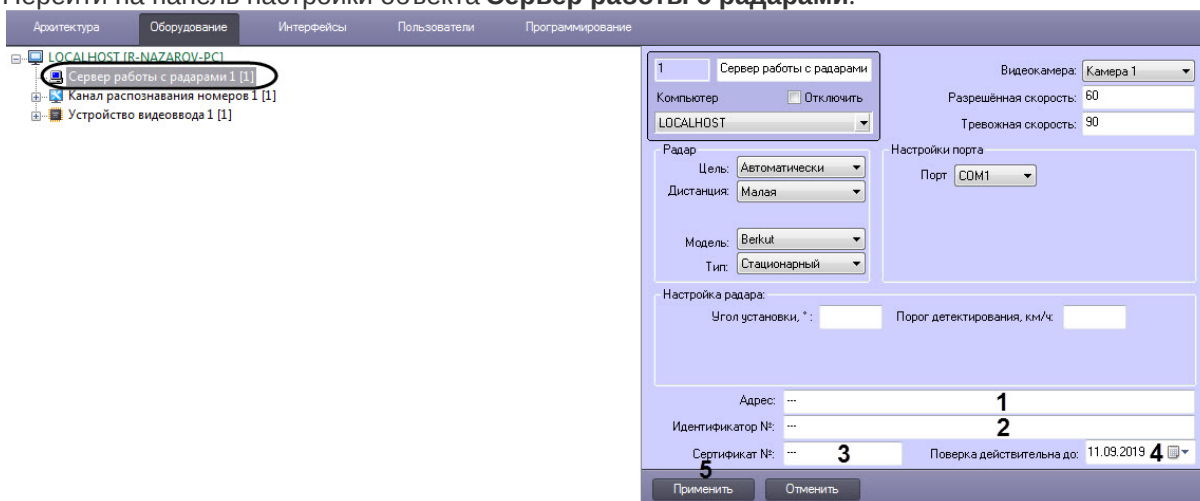 Перейти на панель настройки объекта Сервер работы с радарами.
Архитектура Оборудование Интерфейсы Пользователи Программирование
LOCALHOST [R-NAZAROV-PC]
Сервер работы с радарами 1 [1]
Канал распознавания номеров 1 [1]
Устройство видеоввода 1 [1]
1 Сервер работы с радарами
Компьютер Отключить
LOCALHOST
Видеокамера: Камера 1
Разрешённая скорость: 60
Тревожная скорость: 90
Радар
Цель: Автоматически
Дистанция: Малая
Модель: Berkut
Тип: Стационарный
Настройки порта
Порт COM1
Настройка радара:
Угол установки, ° : Порог детектирования, км/ч:
Адрес: --- 1
Идентификатор №: --- 2
Сертификат №: --- 3 Поверка действительна до: 11.09.2019 4
5
Применить Отменить